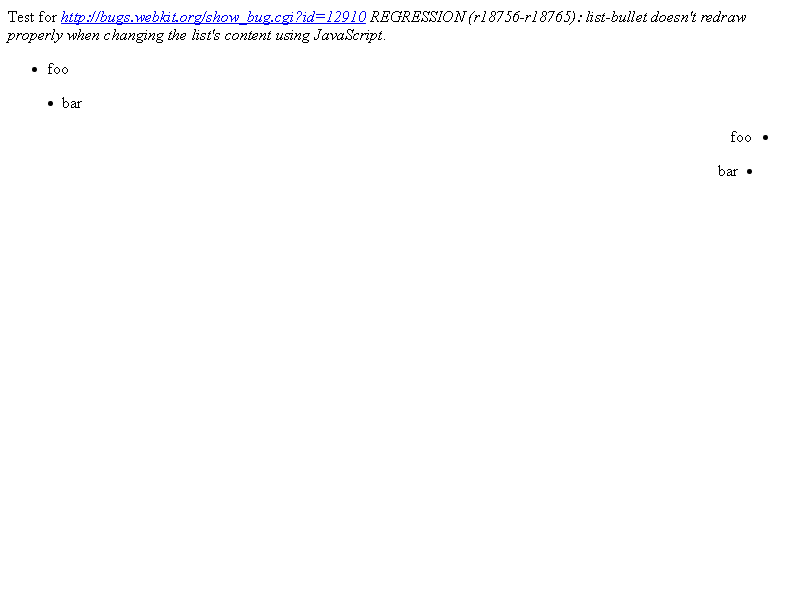 Test for http://bugs.webkit.org/show_bug.cgi?id=12910 REGRESSION (r18756-r18765): list-bullet doesn't redraw
properly when changing the list's content using JavaScript.
• foo
• bar
foo •
bar •